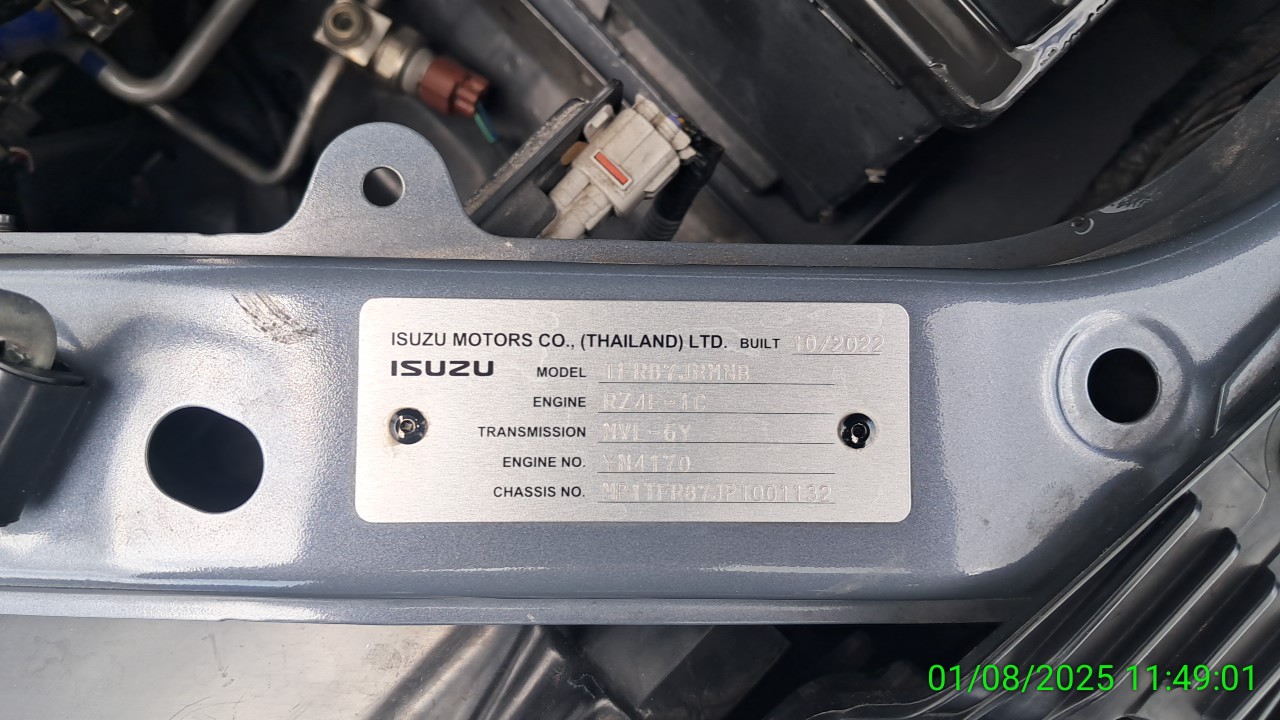 ISUZU MOTORS CO., (THAILAND) LTD. BUILT 10/2022
ISUZU MODEL TFR87JRMNB
ENGINE RZ4E-TC
TRANSMISSION MVL-6Y
ENGINE NO. YN4170
CHASSIS NO. MP1TFR87JPT001132
01/08/2025 11:49:01